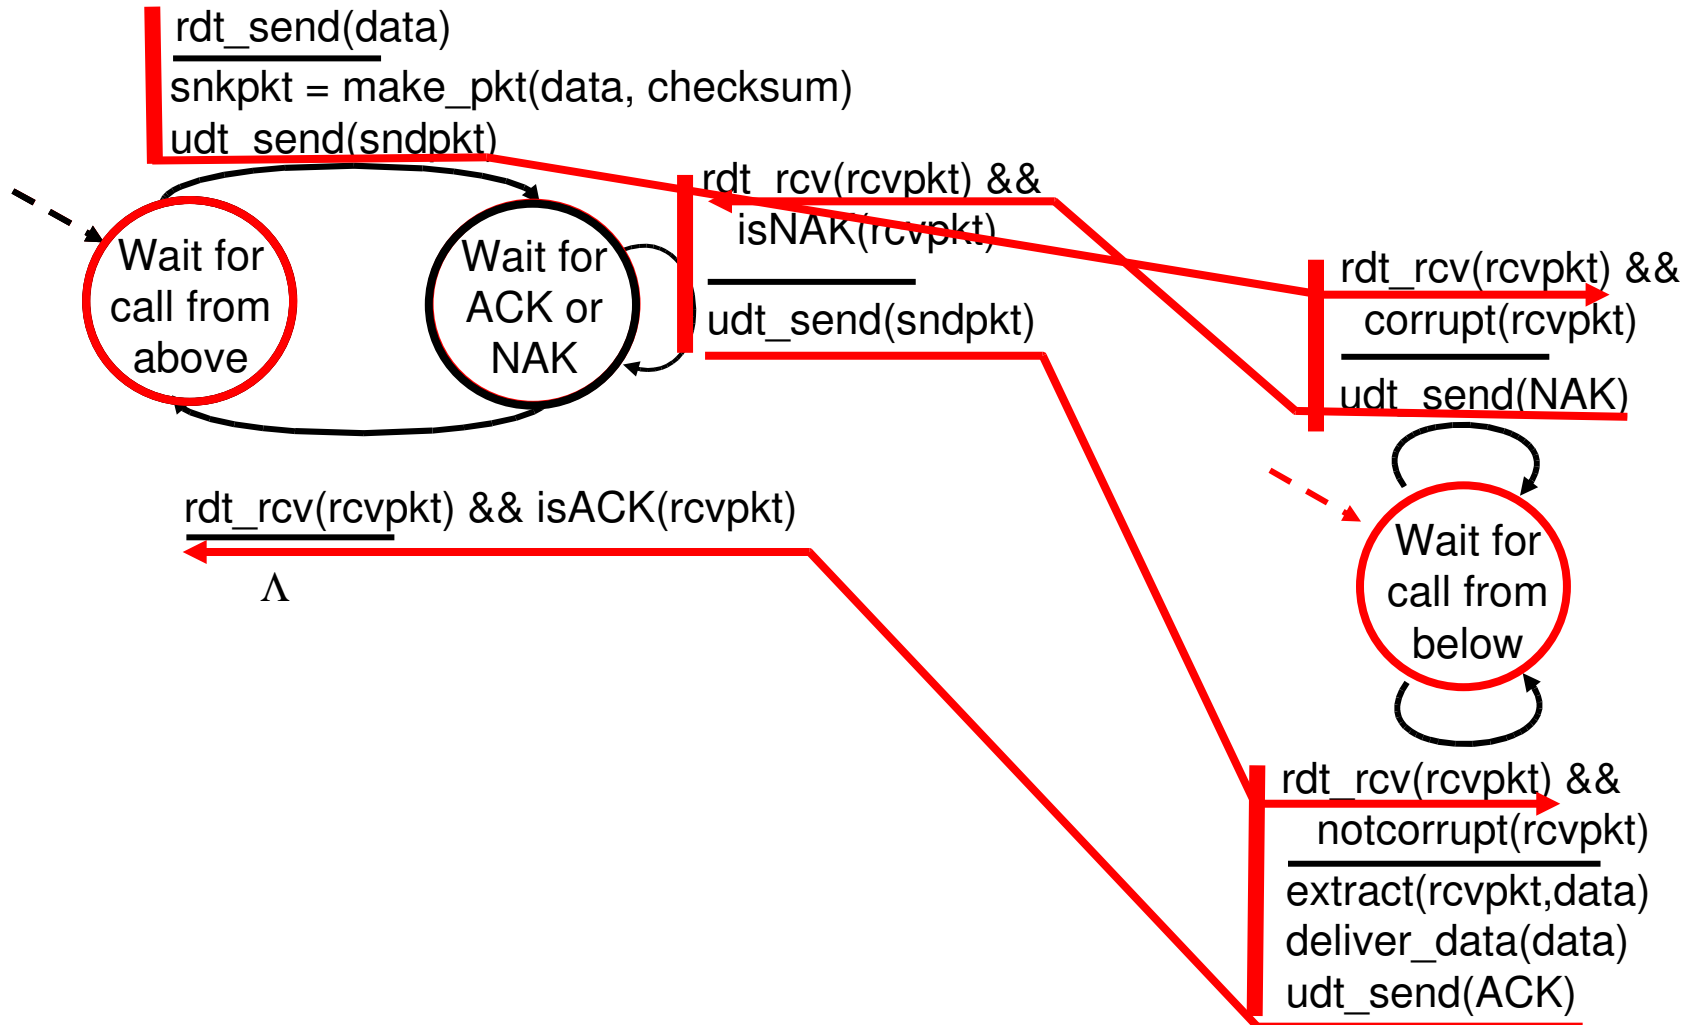 rdt_send(data)
snkpkt = make_pkt(data, checksum)
udt_send(sndpkt)
rdt_rcv(rcvpkt) &&
isNAK(rcvpkt)
udt_send(sndpkt)
Wait for
call from
above
Wait for
ACK or
NAK
rdt_rcv(rcvpkt) && isACK(rcvpkt)
Λ
rdt_rcv(rcvpkt) &&
corrupt(rcvpkt)
udt_send(NAK)
Wait for
call from
below
rdt_rcv(rcvpkt) &&
notcorrupt(rcvpkt)
extract(rcvpkt,data)
deliver_data(data)
udt_send(ACK)